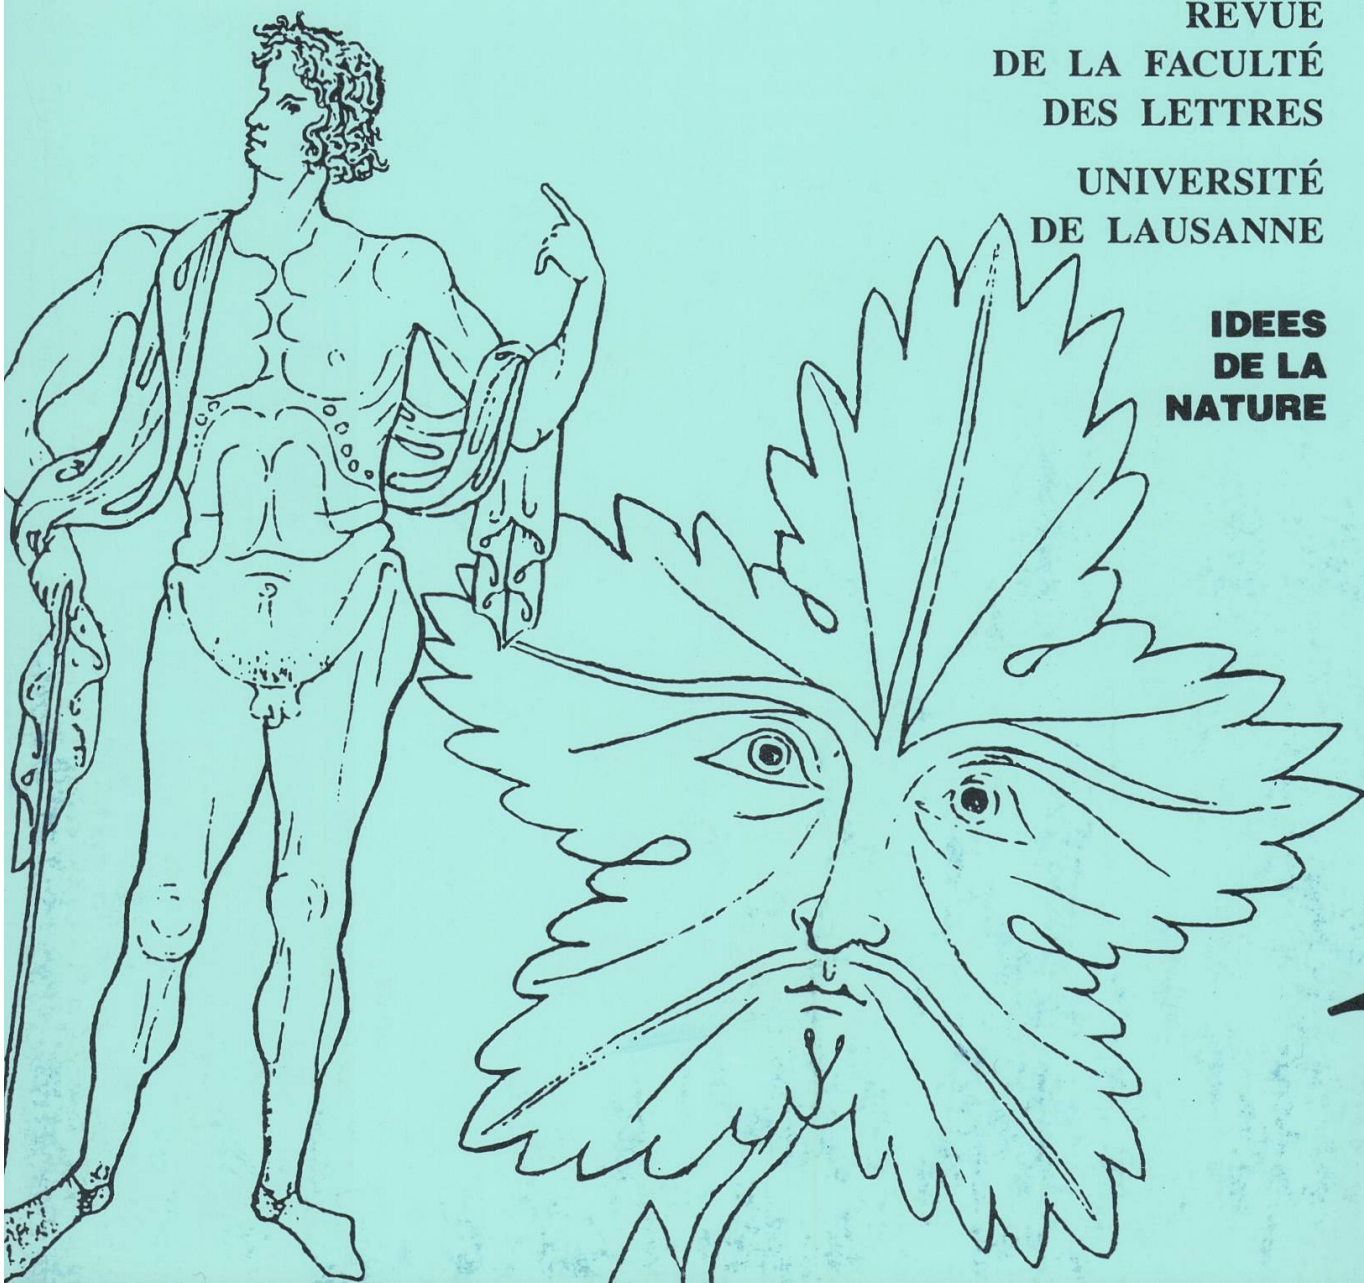 REVUE
DE LA FACULTÉ
DES LETTRES
UNIVERSITÉ
DE LAUSANNE
IDEES
DE LA
NATURE